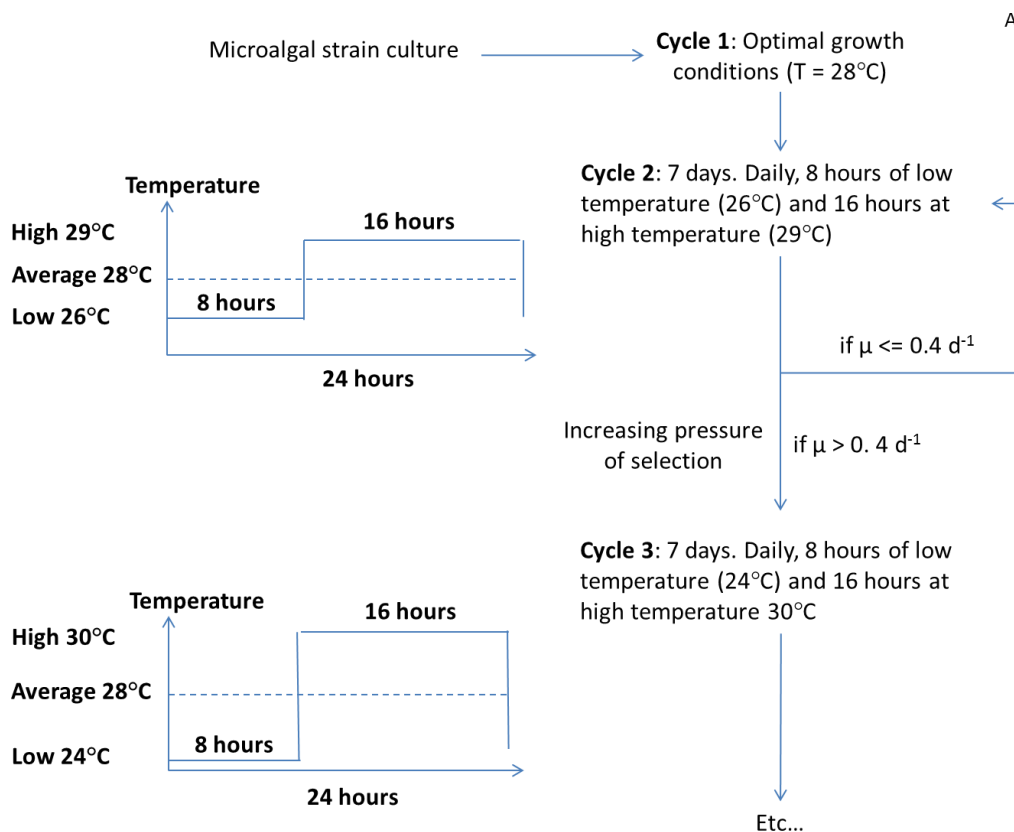 A
Microalgal strain culture
Cycle 1: Optimal growth
conditions (T = 28°C)
Cycle 2: 7 days. Daily, 8 hours of low
temperature (26°C) and 16 hours at
high temperature (29°C)
Temperature
High 29°C
16 hours
Average 28°C
8 hours
Low 26°C
24 hours
if µ <= 0.4 d-1
Increasing pressure
of selection
if µ > 0. 4 d-1
Cycle 3: 7 days. Daily, 8 hours of low
temperature (24°C) and 16 hours at
high temperature 30°C
Temperature
16 hours
High 30°C
Average 28°C
8 hours
Low 24°C
24 hours
Etc...